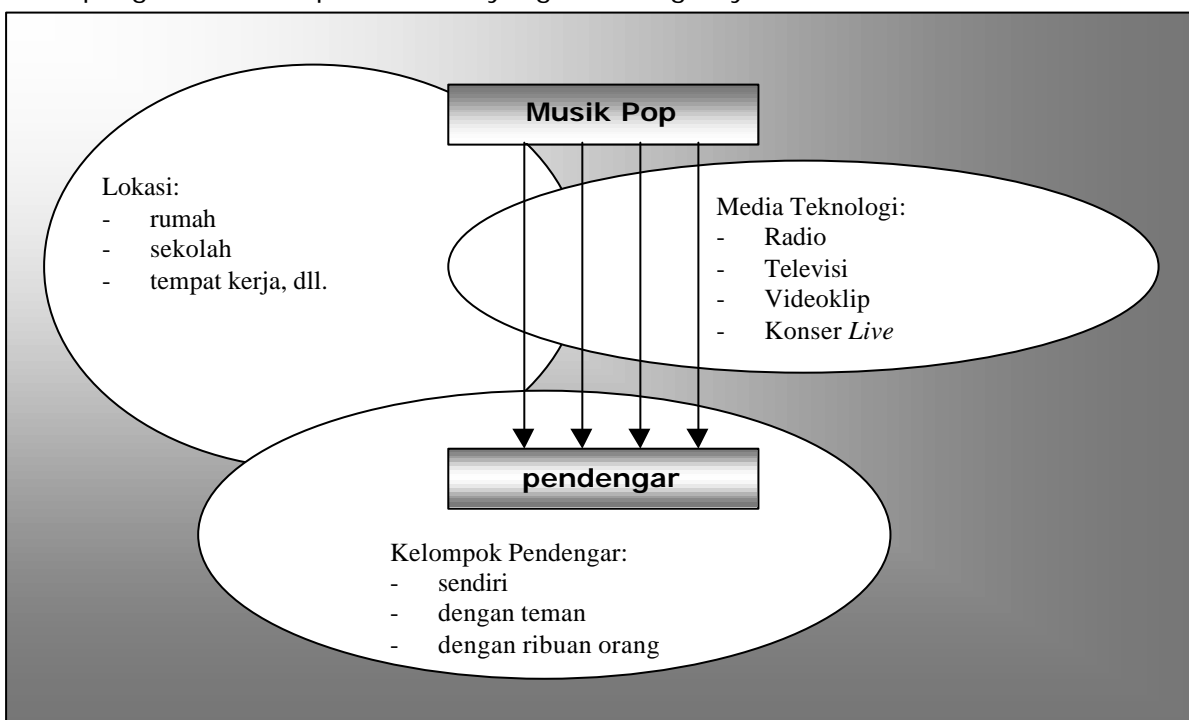 Musik Pop
Lokasi:
- rumah
- sekolah
- tempat kerja, dll.
Media Teknologi:
- Radio
- Televisi
- Videoklip
- Konser Live
pendengar
Kelompok Pendengar:
- sendiri
- dengan teman
- dengan ribuan orang